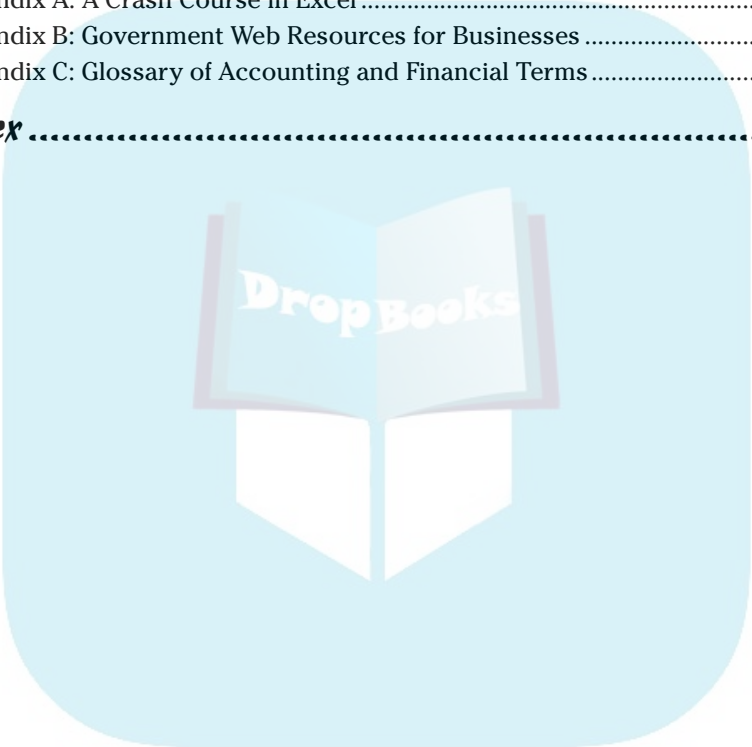 ndix A: A Crash Course in Excel....................................................
ndix B: Government Web Resources for Businesses ..............................
ndix C: Glossary of Accounting and Financial Terms.............................
ex.......................................................................................
DropBooks